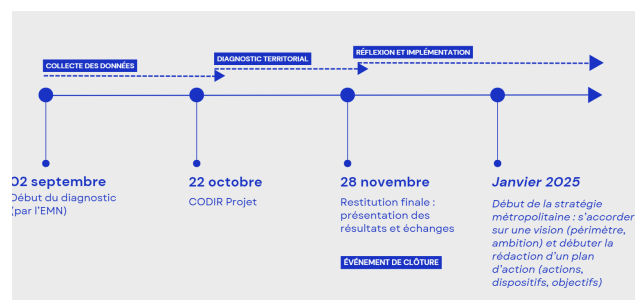 COLLECTE DES DONNÉES
DIAGNOSTIC TERRITORIAL
RÉFLEXION ET IMPLÉMENTATION
02 septembre
Début du diagnostic
(par l'EMN)
22 octobre
CODIR Projet
28 novembre
Restitution finale :
présentation des
résultats et échanges
ÉVÉNEMENT DE CLÔTURE
Janvier 2025
Début de la stratégie
métropolitaine : s'accorder
sur une vision (périmètre,
ambition) et débuter la
rédaction d'un plan
d'action (actions,
dispositifs, objectifs)